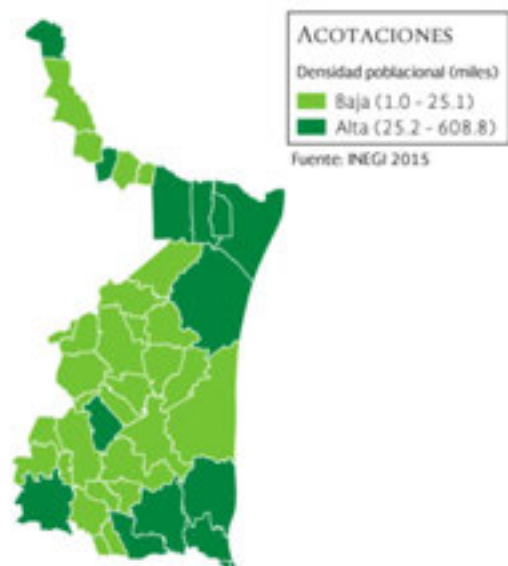 ACOTACIONES
Densidad poblacional (miles)
Baja (1.0 - 25.1)
Alta (25.2 - 608.8)
Fuente: INEGI 2015